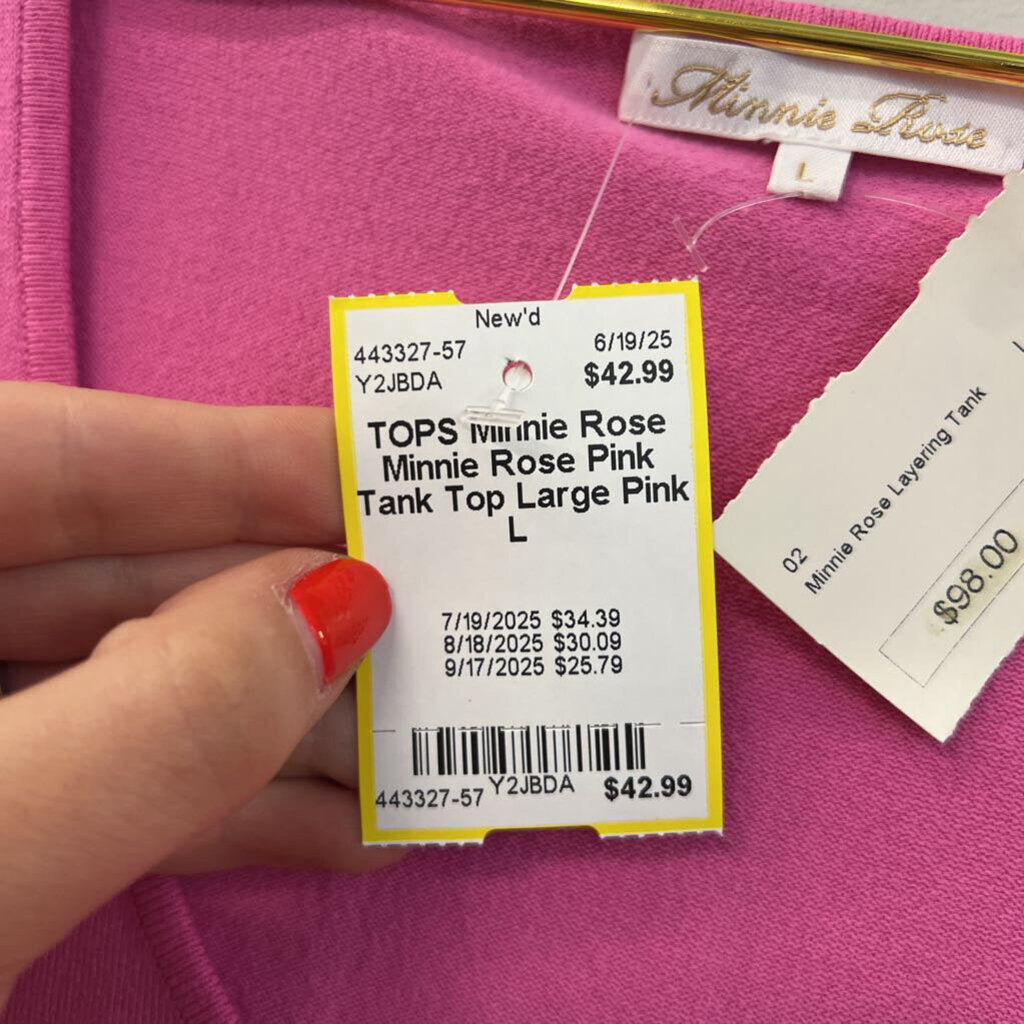 Minnie Rose
L
New'd
443327-57 6/19/25
Y2JBDA $42.99
TOPS Minnie Rose
Minnie Rose Pink
Tank Top Large Pink
L
7/19/2025 $34.39
8/18/2025 $30.09
9/17/2025 $25.79
443327-57 Y2JBDA $42.99
02
Minnie Rose Layering Tank
$98.00